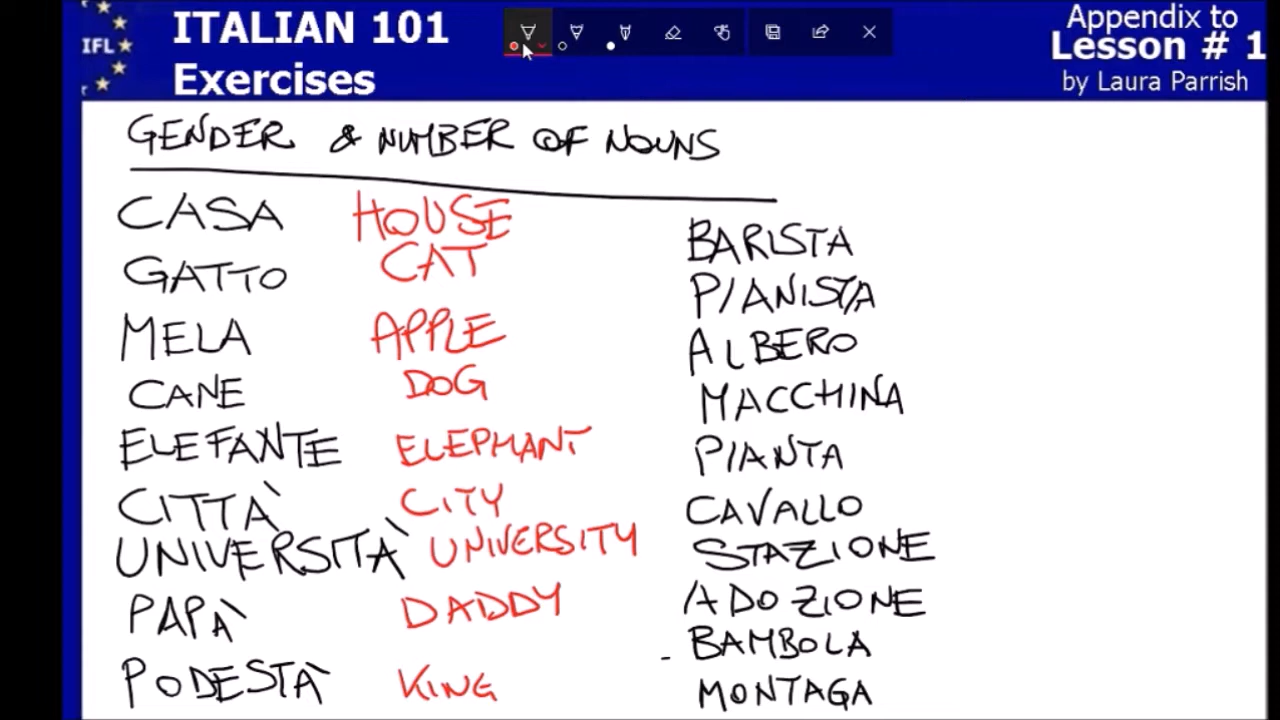 IFL
ITALIAN 101
Exercises
Appendix to
Lesson # 1
by Laura Parrish
GENDER & NUMBER OF NOUNS
CASA HOUSE
GATTO CAT
MELA APPLE
CANE DOG
ELEFANTE ELEPHANT
CITTÀ CITY
UNIVERSITÀ UNIVERSITY
PAPÀ DADDY
PODESTÀ KING
BARISTA
PIANISTA
ALBERO
MACCHINA
PIANTA
CAVALLO
STAZIONE
ADOZIONE
BAMBOLA
MONTAGA